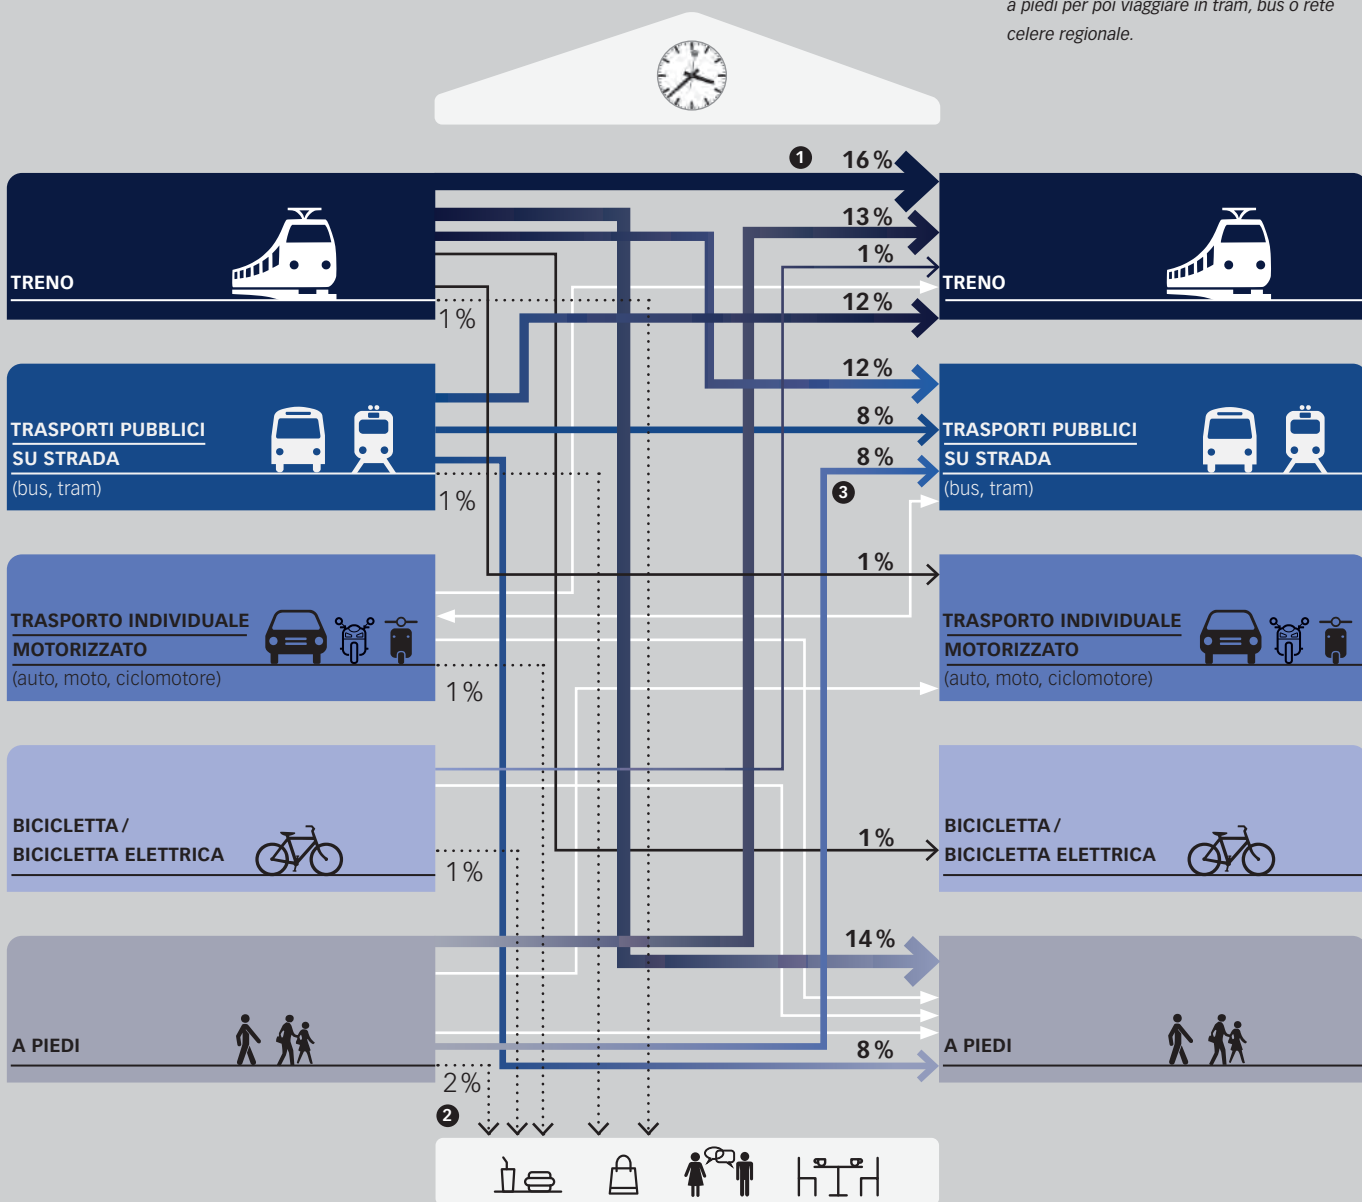 a piedi per poi viaggiare in tram, bus o rete
celere regionale.
1 16 %
13 %
1 %
TRENO
TRENO
12 %
1 %
12 %
8 %
TRASPORTI PUBBLICI
SU STRADA
(bus, tram)
TRASPORTI PUBBLICI
SU STRADA
(bus, tram)
8 %
3
1 %
1 %
TRASPORTO INDIVIDUALE
MOTORIZZATO
(auto, moto, ciclomotore)
TRASPORTO INDIVIDUALE
MOTORIZZATO
(auto, moto, ciclomotore)
1 %
BICICLETTA /
BICICLETTA ELETTRICA
BICICLETTA /
BICICLETTA ELETTRICA
1 %
1 %
14 %
A PIEDI
A PIEDI
8 %
2 %
2